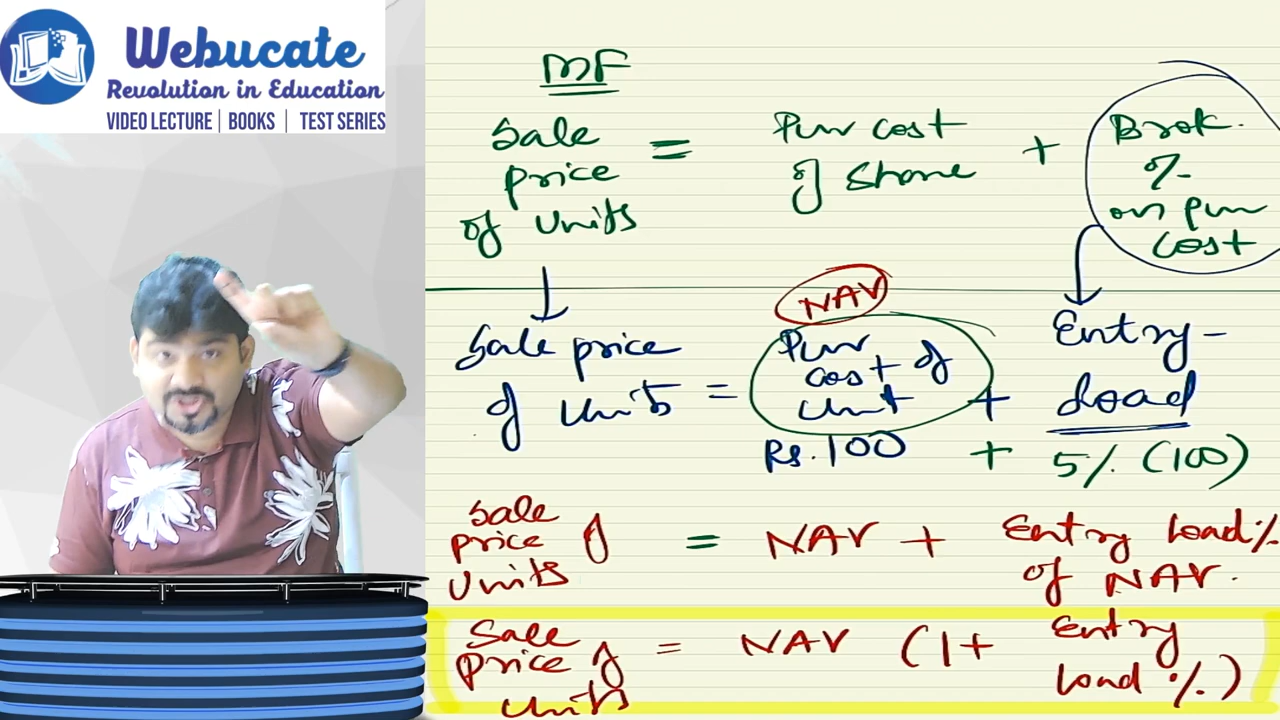 Webucate
Revolution in Education
VIDEO LECTURE | BOOKS | TEST SERIES
MF
Sale price of Units = Pur cost of Share + Brok. % on pur cost
NAV
Sale price of Units = Pur cost of Unit + Entry-Load
Rs. 100 + 5% (100)
Sale price of Units = NAV + Entry Load % of NAV.
Sale price of Units = NAV (1+ Entry Load %)